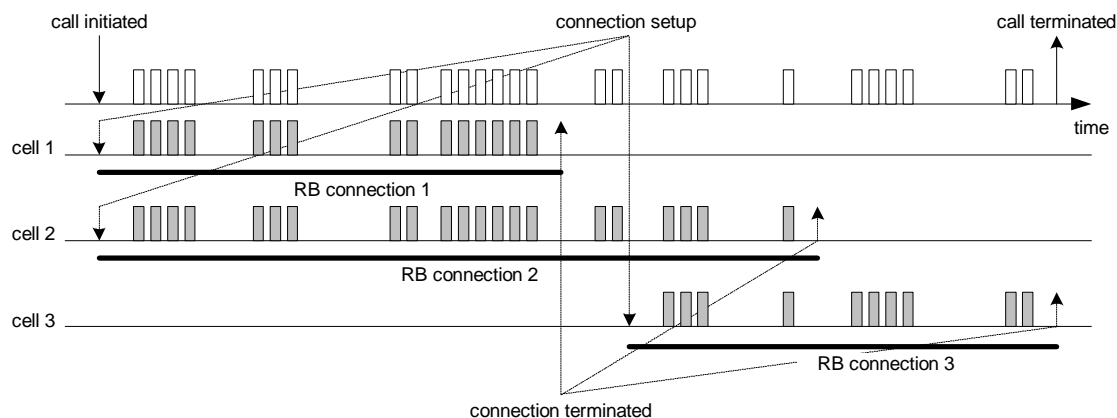 call initiated
connection setup
call terminated
time
cell 1
RB connection 1
cell 2
RB connection 2
cell 3
RB connection 3
connection terminated